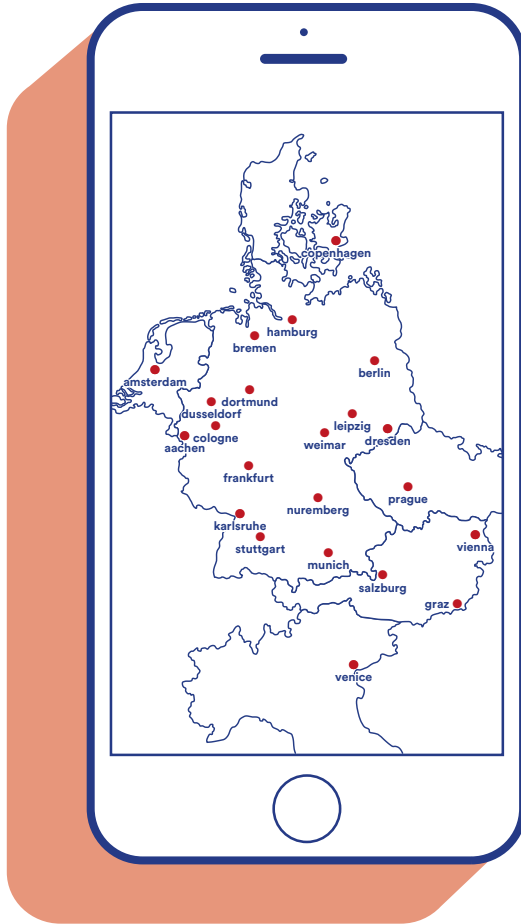 copenhagen
hamburg
bremen
berlin
amsterdam
dortmund
dusseldorf
leipzig
cologne
dresden
weimar
aachen
frankfurt
prague
nuremberg
karlsruhe
vienna
stuttgart
munich
salzburg
graz
venice